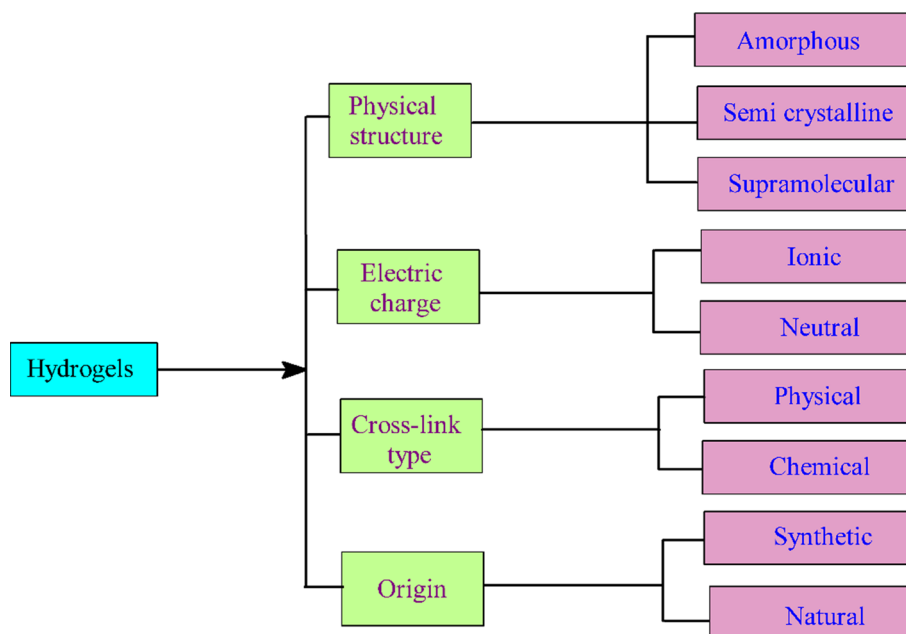 Amorphous
Physical
structure
Semi crystalline
Supramolecular
Electric
charge
Ionic
Neutral
Hydrogels
Cross-link
type
Physical
Chemical
Origin
Synthetic
Natural